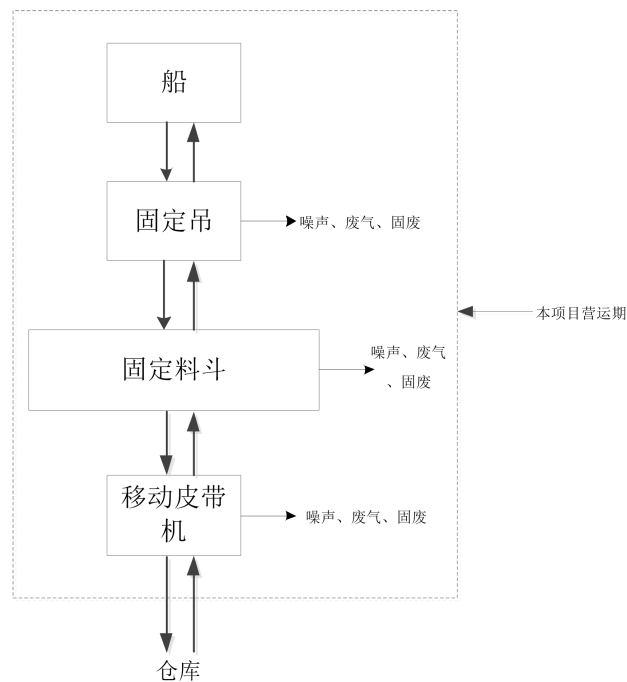 船
固定吊
噪声、废气、固废
本项目营运期
固定料斗
噪声、废气
、固废
移动皮带
机
噪声、废气、固废
仓库